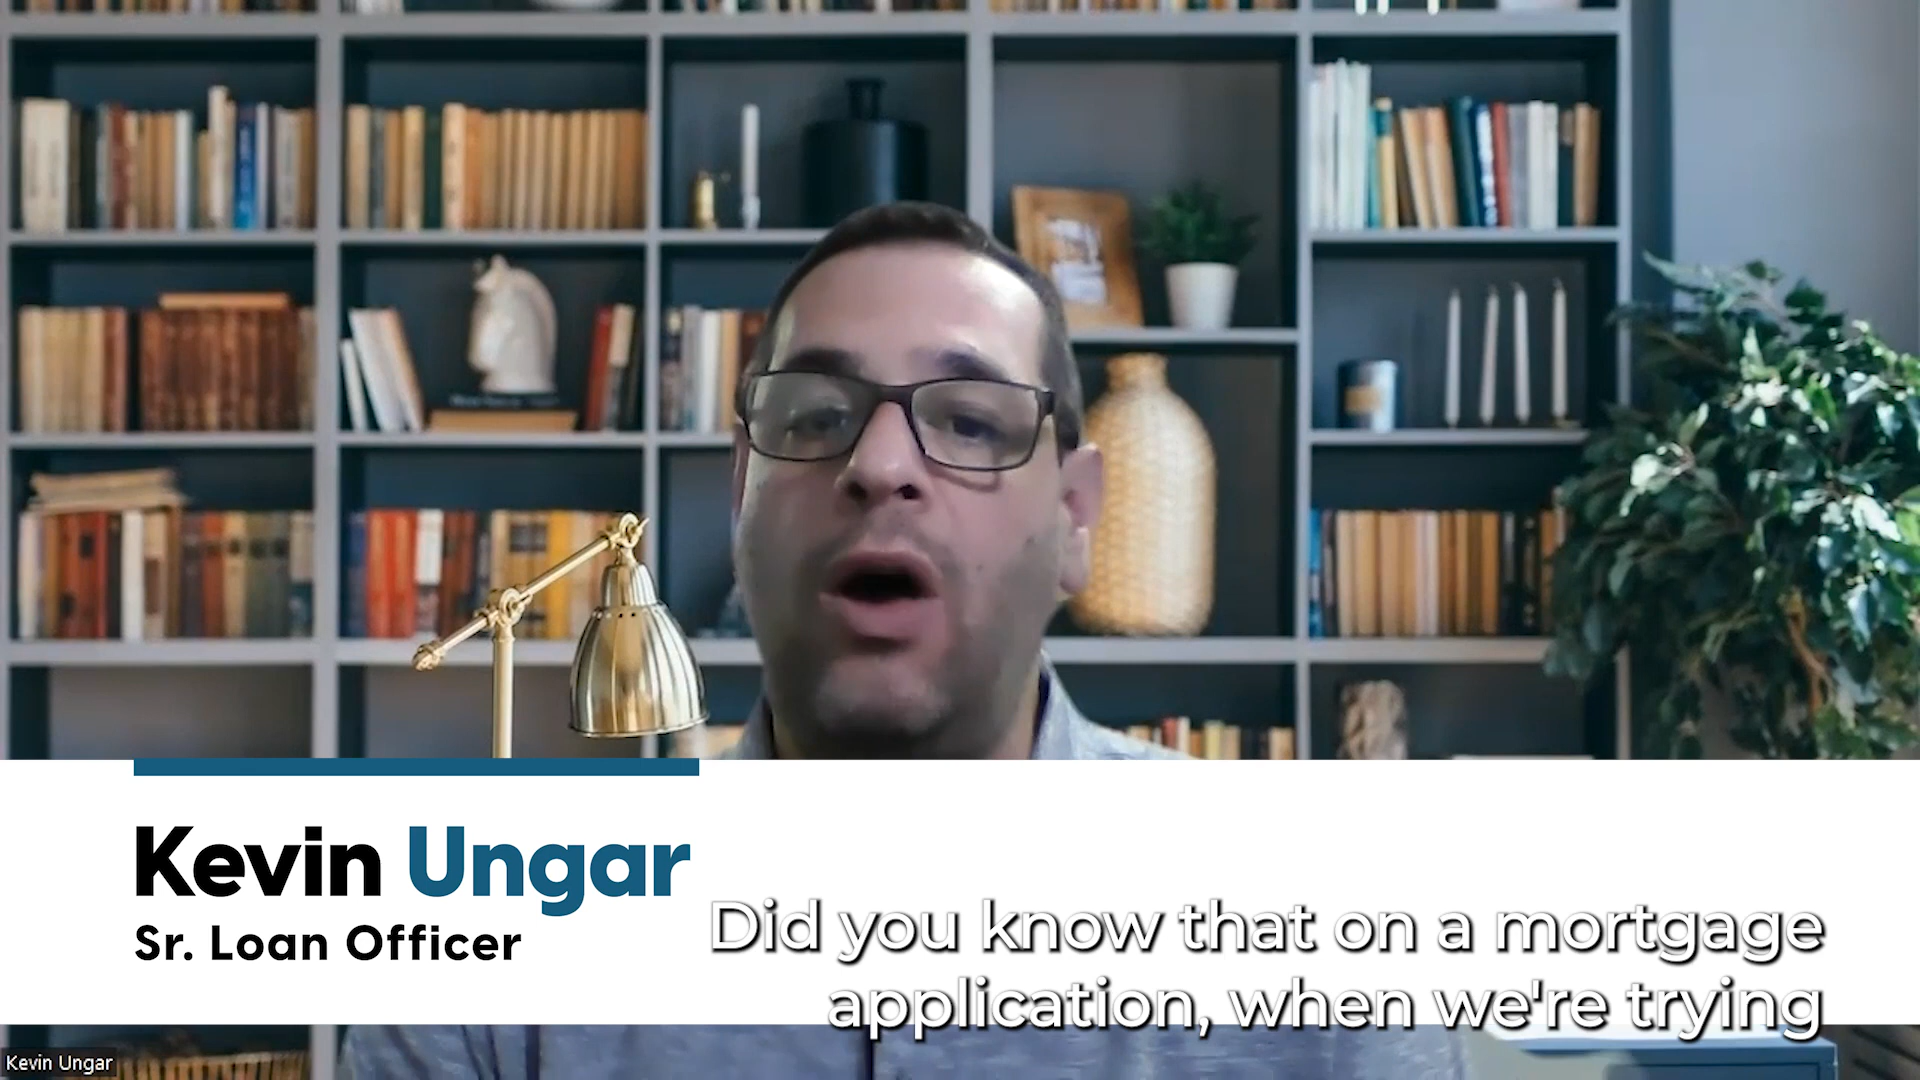 Kevin Ungar
Sr. Loan Officer
Did you know that on a mortgage
application, when we're trying
Kevin Ungar